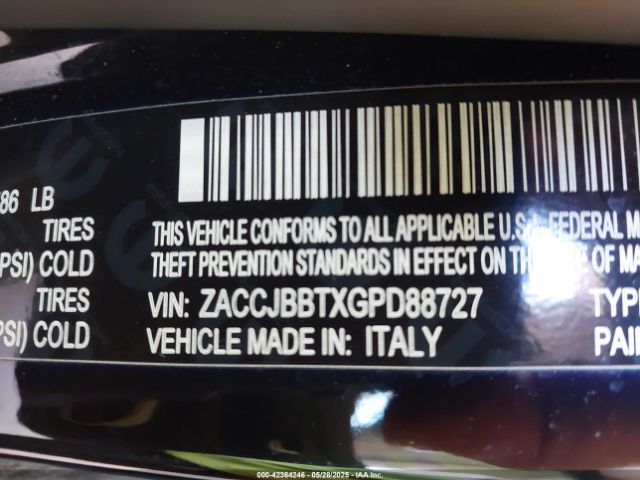 86 LB
TIRES
PSI) COLD
TIRES
PSI) COLD
THIS VEHICLE CONFORMS TO ALL APPLICABLE U.S.A. FEDERAL M
THEFT PREVENTION STANDARDS IN EFFECT ON THE DATE OF MA
VIN: ZACCJBBTXGPD88727 TYP
VEHICLE MADE IN: ITALY PAI
000-42364246 - 05/28/2025 - IAA Inc.